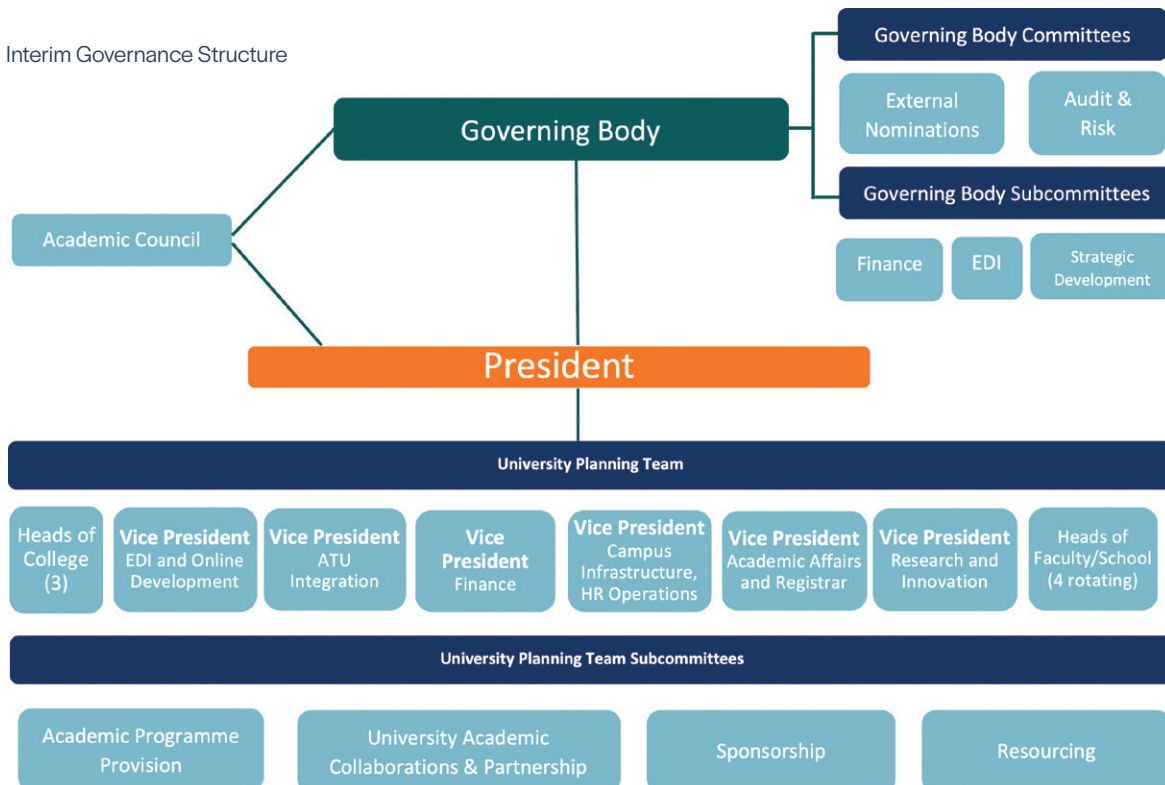 Interim Governance Structure
Governing Body
Governing Body Committees
External
Nominations
Audit &
Risk
Governing Body Subcommittees
Finance
EDI
Strategic
Development
Academic Council
President
University Planning Team
Heads of
College
(3)
Vice President
EDI and Online
Development
Vice President
ATU
Integration
Vice
President
Finance
Vice President
Campus
Infrastructure,
HR Operations
Vice President
Academic Affairs
and Registrar
Vice President
Research and
Innovation
Heads of
Faculty/School
(4 rotating)
University Planning Team Subcommittees
Academic Programme
Provision
University Academic
Collaborations & Partnership
Sponsorship
Resourcing